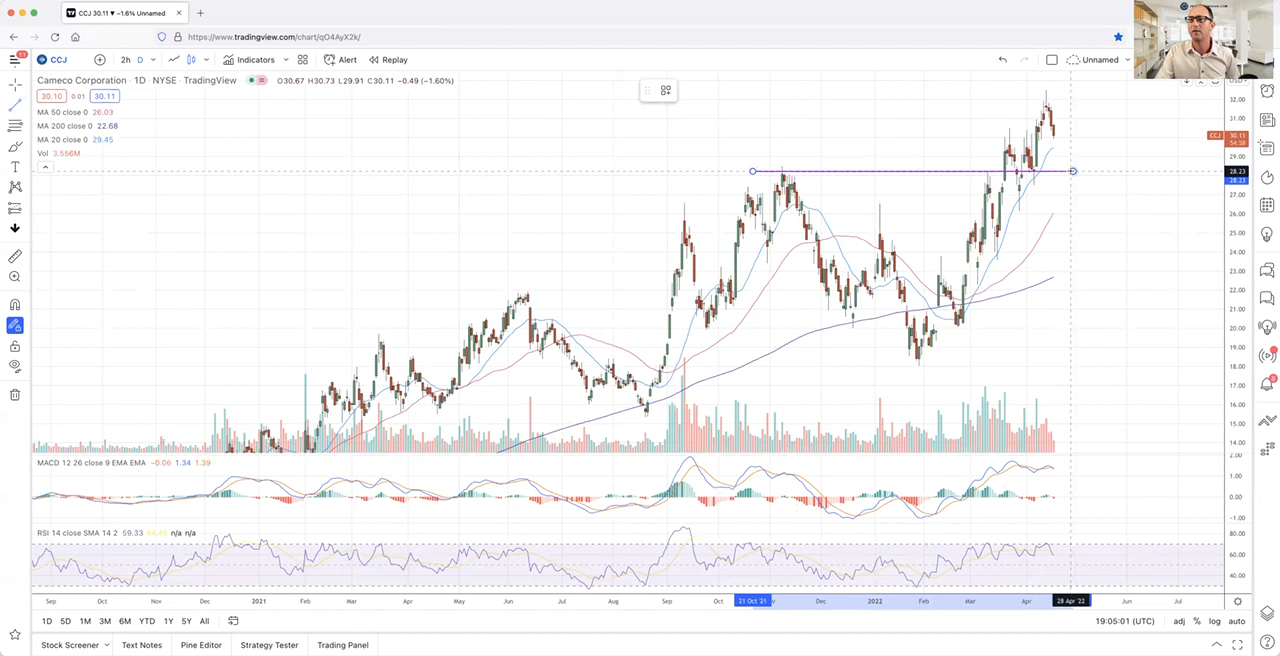 CCJ 30.11 ▼ −1.6% Unnamed
https://www.tradingview.com/chart/qO4AyX2k/
11
CCJ 2h D Indicators Alert Replay Unnamed
Cameco Corporation · 1D · NYSE · TradingView O30.67 H30.73 L29.91 C30.11 −0.49 (−1.60%)
30.10 0.01 30.11
MA 50 close 0 26.03
MA 200 close 0 22.68
MA 20 close 0 29.45
Vol 3.556M
32.00
31.00
CCJ 30.11
54:58
29.00
28.23
28.23
27.00
26.00
25.00
24.00
23.00
22.00
21.00
20.00
19.00
18.00
17.00
16.00
15.00
14.00
MACD 12 26 close 9 EMA EMA −0.06 1.34 1.39
2.00
1.00
0.00
−1.00
RSI 14 close SMA 14 2 59.33 n/a n/a
80.00
60.00
40.00
Sep Oct Nov Dec 2021 Feb Mar Apr May Jun Jul Aug Sep Oct 21 Oct '21 Dec 2022 Feb Mar Apr 28 Apr '22 Jun Jul
1D 5D 1M 3M 6M YTD 1Y 5Y All 19:05:01 (UTC) adj % log auto
Stock Screener Text Notes Pine Editor Strategy Tester Trading Panel